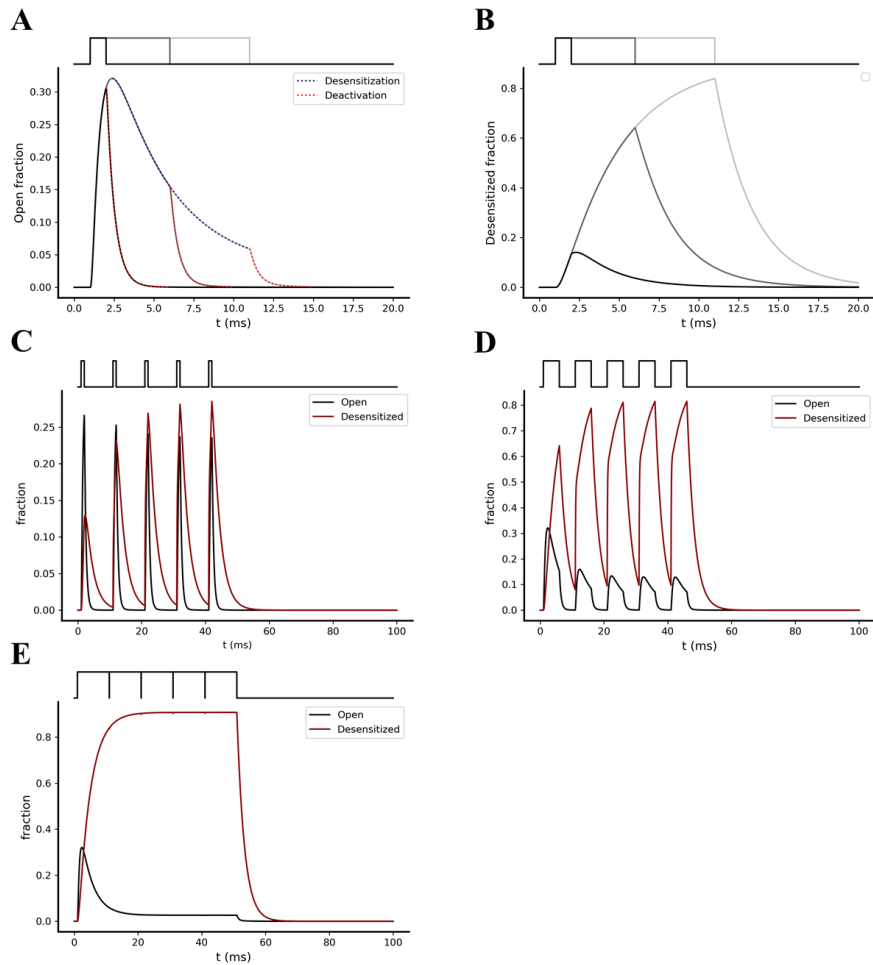 A
Desensitization
Deactivation
Open fraction
0.30
0.25
0.20
0.15
0.10
0.05
0.00
0.0 2.5 5.0 7.5 10.0 12.5 15.0 17.5 20.0
t (ms)
B
Desensitized fraction
0.8
0.6
0.4
0.2
0.0
0.0 2.5 5.0 7.5 10.0 12.5 15.0 17.5 20.0
t (ms)
C
Open
Desensitized
fraction
0.25
0.20
0.15
0.10
0.05
0.00
0 20 40 60 80 100
t (ms)
D
Open
Desensitized
fraction
0.8
0.7
0.6
0.5
0.4
0.3
0.2
0.1
0.0
0 20 40 60 80 100
t (ms)
E
Open
Desensitized
fraction
0.8
0.6
0.4
0.2
0.0
0 20 40 60 80 100
t (ms)